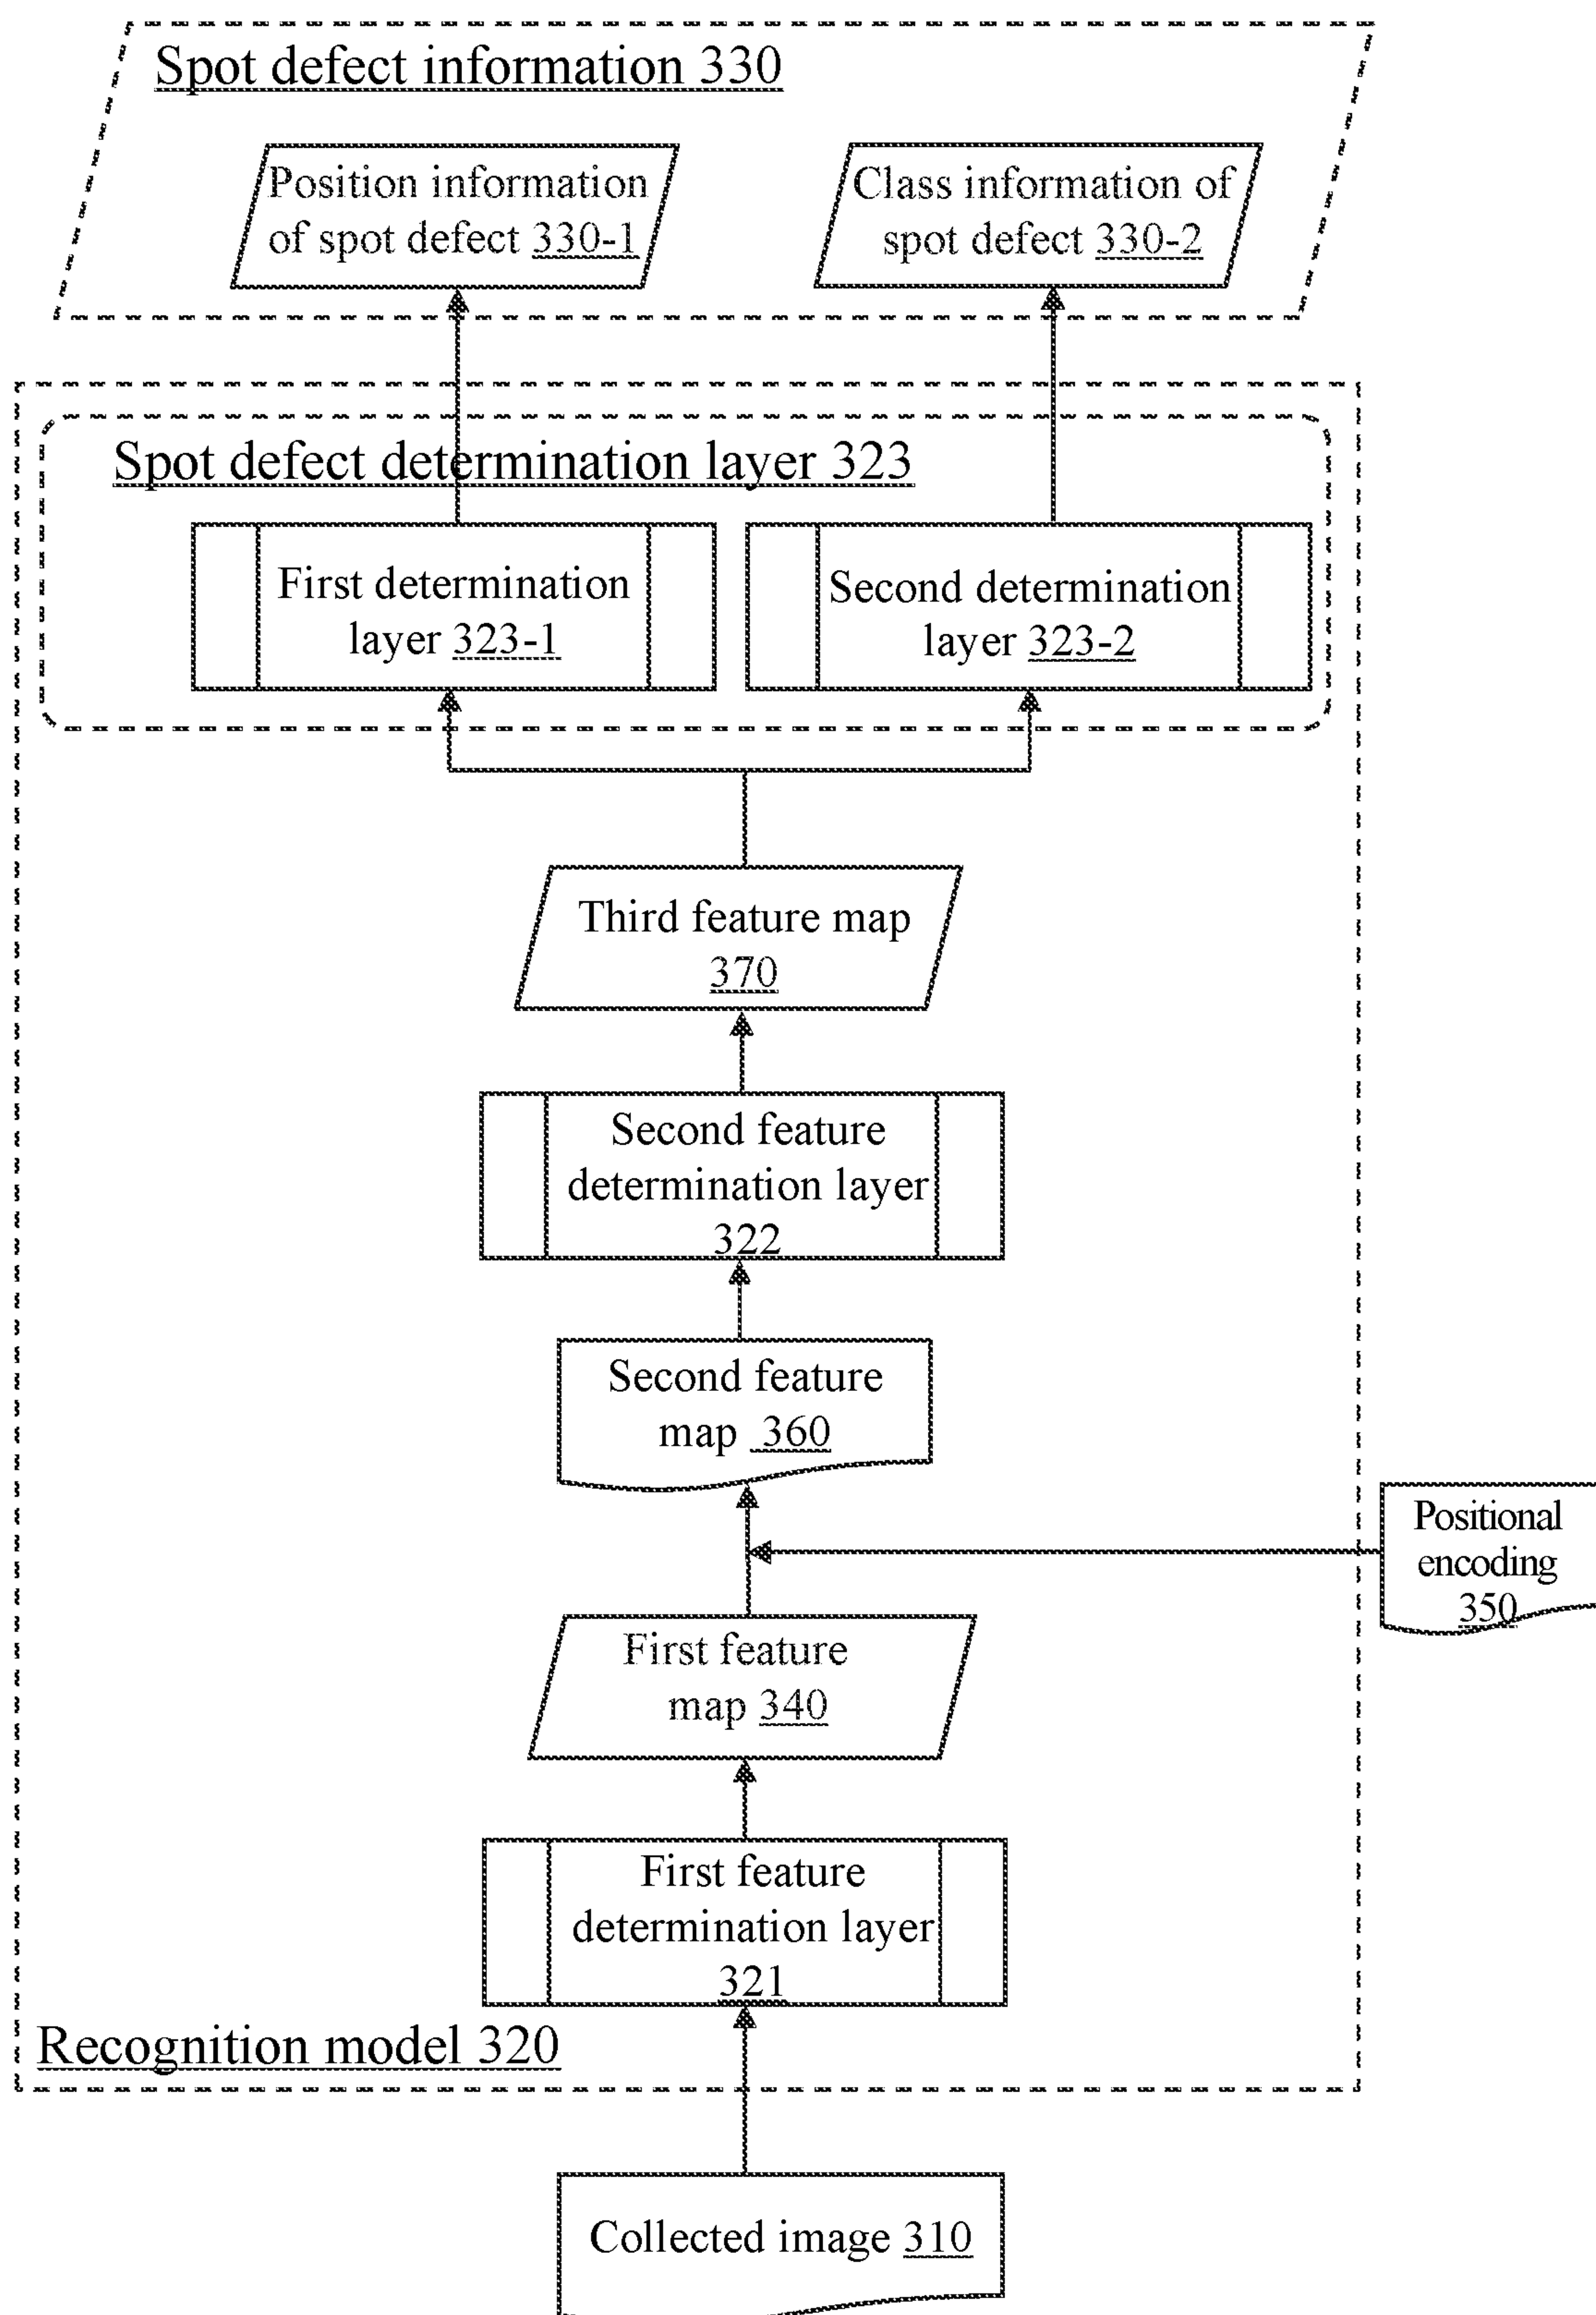 Spot defect information 330
Position information
of spot defect 330-1
Class information of
spot defect 330-2
Spot defect determination layer 323
First determination
layer 323-1
Second determination
layer 323-2
Third feature map
370
Second feature
determination layer
322
Second feature
map 360
Positional
encoding
350
First feature
map 340
First feature
determination layer
321
Recognition model 320
Collected image 310